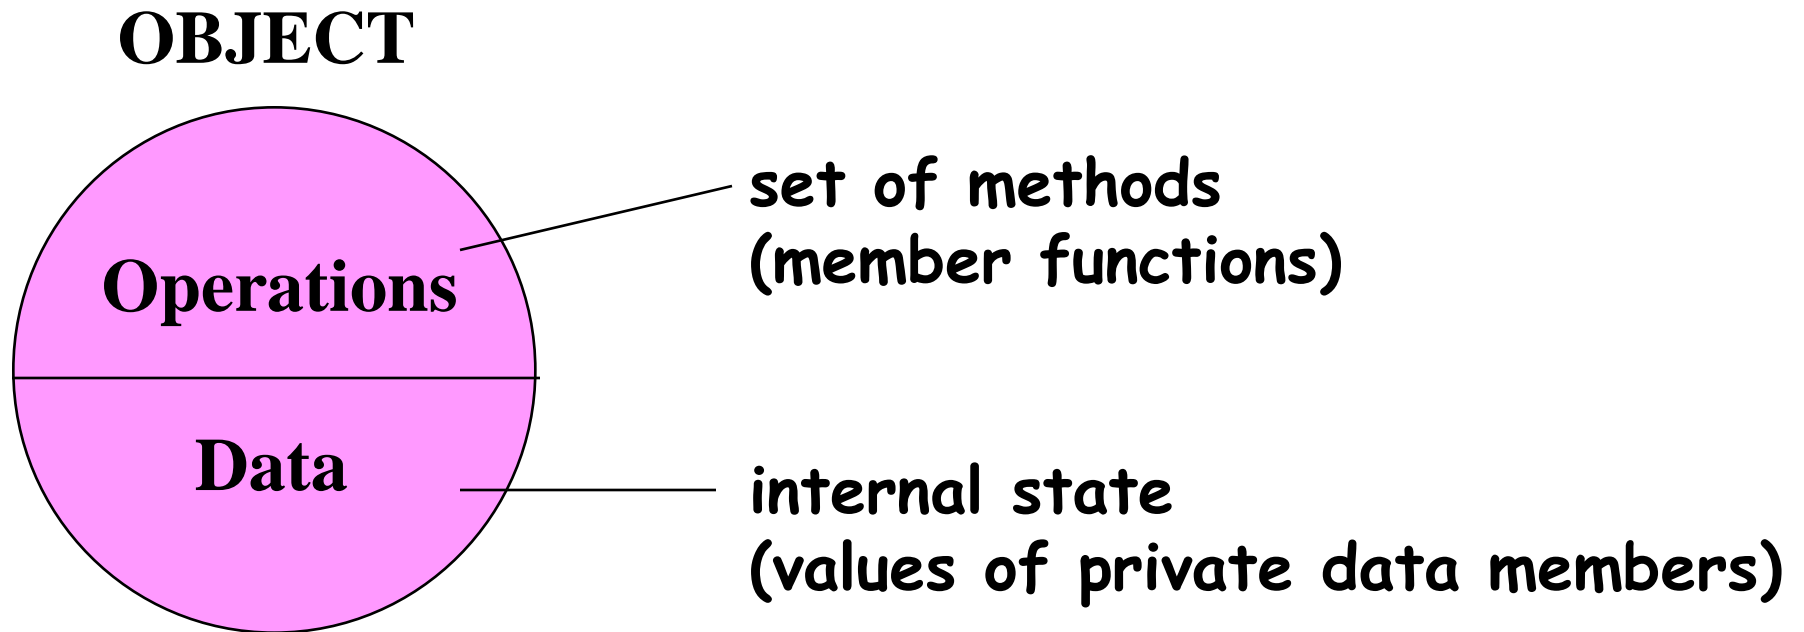 OBJECT
set of methods
(member functions)
Operations
Data
internal state
(values of private data members)